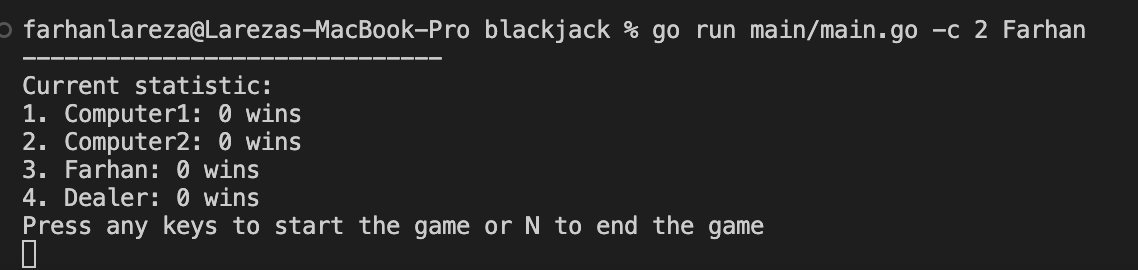 farhanlareza@Larezas-MacBook-Pro blackjack % go run main/main.go -c 2 Farhan
------------------------------
Current statistic:
1. Computer1: 0 wins
2. Computer2: 0 wins
3. Farhan: 0 wins
4. Dealer: 0 wins
Press any keys to start the game or N to end the game